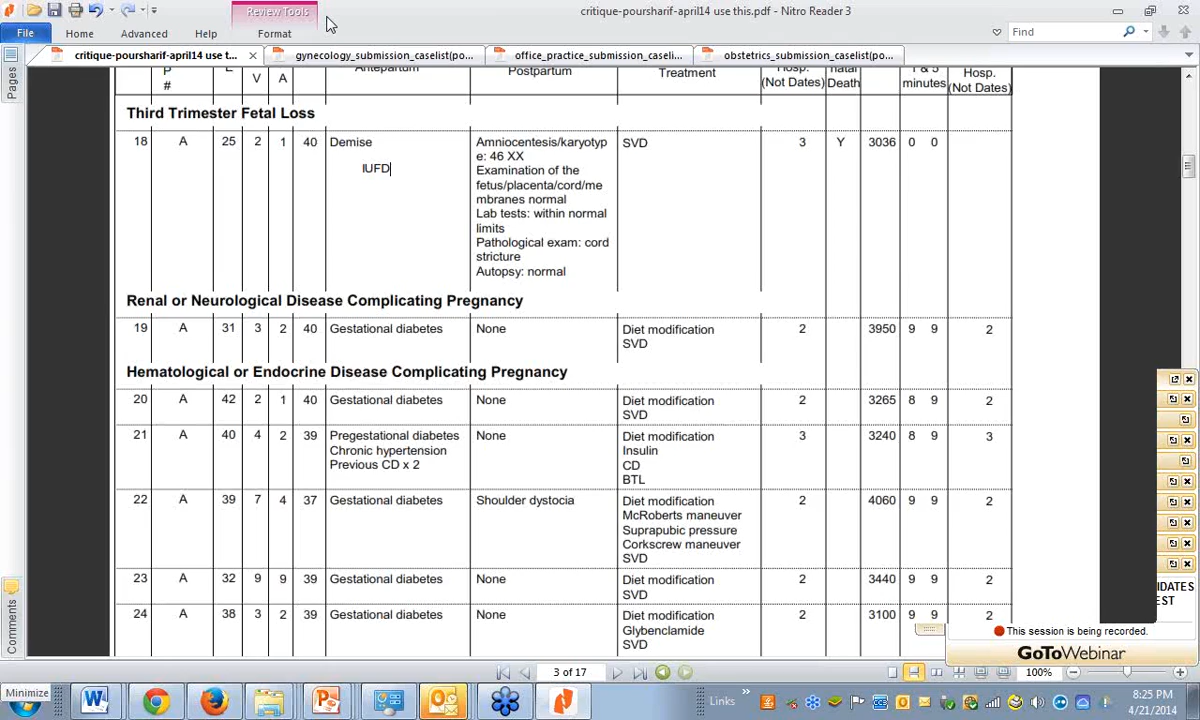 Review Tools
critique-poursharif-april14 use this.pdf - Nitro Reader 3
File
Home
Advanced
Help
Format
Find
critique-poursharif-april14 use t...
gynecology_submission_caselist(po...
office_practice_submission_caseli...
obstetrics_submission_caselist(po...
Pages
P # V A Antepartum Postpartum Treatment Hosp. (Not Dates) natal Death 1 & 5 minutes Hosp. (Not Dates)
Third Trimester Fetal Loss
18 A 25 2 1 40 Demise Amniocentesis/karyotyp SVD 3 Y 3036 0 0
e: 46 XX
IUFD Examination of the
fetus/placenta/cord/me
mbranes normal
Lab tests: within normal
limits
Pathological exam: cord
stricture
Autopsy: normal
Renal or Neurological Disease Complicating Pregnancy
19 A 31 3 2 40 Gestational diabetes None Diet modification 2 3950 9 9 2
SVD
Hematological or Endocrine Disease Complicating Pregnancy
20 A 42 2 1 40 Gestational diabetes None Diet modification 2 3265 8 9 2
SVD
21 A 40 4 2 39 Pregestational diabetes None Diet modification 3 3240 8 9 3
Chronic hypertension Insulin
Previous CD x 2 CD
BTL
22 A 39 7 4 37 Gestational diabetes Shoulder dystocia Diet modification 2 4060 9 9 2
McRoberts maneuver
Suprapubic pressure
Corkscrew maneuver
SVD
23 A 32 9 9 39 Gestational diabetes None Diet modification 2 3440 9 9 2
SVD
24 A 38 3 2 39 Gestational diabetes None Diet modification 2 3100 9 9 2
Glybenclamide
SVD
Comments
IDATES
EST
This session is being recorded.
GoToWebinar
3 of 17
100%
Minimize
Links
8:25 PM
4/21/2014